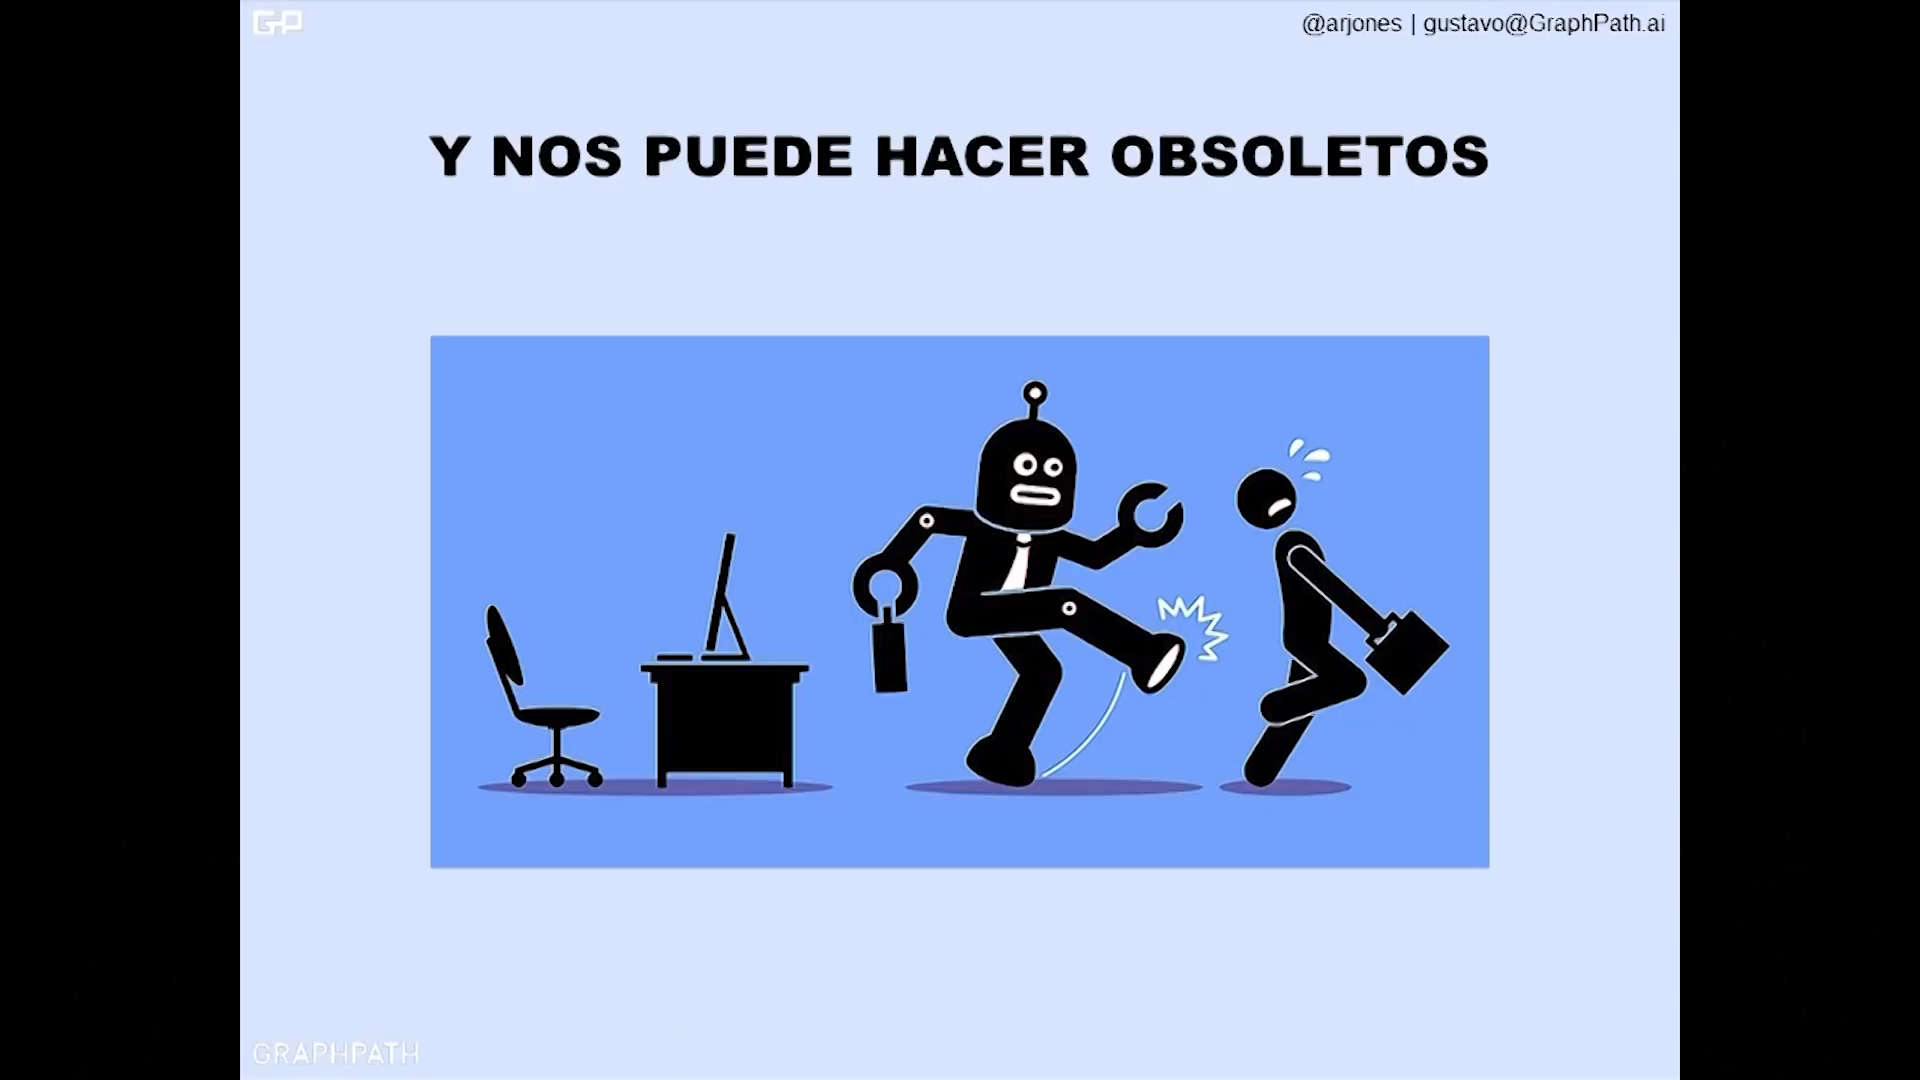 GP
@arjones | gustavo@GraphPath.ai
Y NOS PUEDE HACER OBSOLETOS
GRAPHPATH